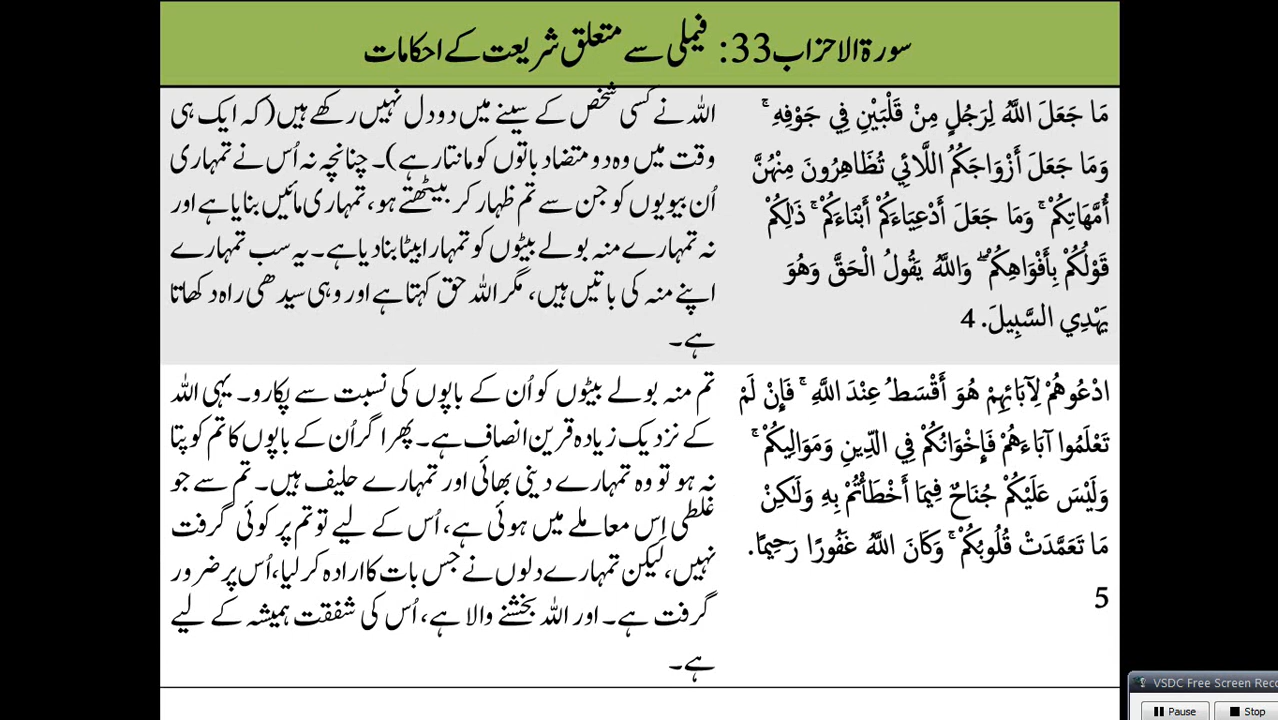 سورۃ الاحزاب 33: فیملی سے متعلق شریعت کے احکامات
مَا جَعَلَ اللَّهُ لِرَجُلٍ مِنْ قَلْبَيْنِ فِي جَوْفِهِ ۚ
وَمَا جَعَلَ أَزْوَاجَكُمُ اللَّائِي تُظَاهِرُونَ مِنْهُنَّ
أُمَّهَاتِكُمْ ۚ وَمَا جَعَلَ أَدْعِيَاءَكُمْ أَبْنَاءَكُمْ ۚ ذَٰلِكُمْ
قَوْلُكُمْ بِأَفْوَاهِكُمْ ۖ وَاللَّهُ يَقُولُ الْحَقَّ وَهُوَ
يَهْدِي السَّبِيلَ. 4
اللہ نے کسی شخص کے سینے میں دو دل نہیں رکھے ہیں (کہ ایک ہی
وقت میں وہ دو متضاد باتوں کو مانتا رہے)۔ چنانچہ نہ اُس نے تمہاری
اُن بیویوں کو جن سے تم ظہار کر بیٹھتے ہو، تمہاری مائیں بنایا ہے اور
نہ تمہارے منہ بولے بیٹوں کو تمہارا بیٹا بنا دیا ہے۔ یہ سب تمہارے
اپنے منہ کی باتیں ہیں، مگر اللہ حق کہتا ہے اور وہی سیدھی راہ دکھاتا
ہے۔
ادْعُوهُمْ لِآبَائِهِمْ هُوَ أَقْسَطُ عِنْدَ اللَّهِ ۚ فَإِنْ لَمْ
تَعْلَمُوا آبَاءَهُمْ فَإِخْوَانُكُمْ فِي الدِّينِ وَمَوَالِيكُمْ ۚ
وَلَيْسَ عَلَيْكُمْ جُنَاحٌ فِيمَا أَخْطَأْتُمْ بِهِ وَلَٰكِنْ
مَا تَعَمَّدَتْ قُلُوبُكُمْ ۚ وَكَانَ اللَّهُ غَفُورًا رَحِيمًا.
5
تم منہ بولے بیٹوں کو اُن کے باپوں کی نسبت سے پکارو۔ یہی اللہ
کے نزدیک زیادہ قرین انصاف ہے۔ پھر اگر اُن کے باپوں کا تم کو پتا
نہ ہو تو وہ تمہارے دینی بھائی اور تمہارے حلیف ہیں۔ تم سے جو
غلطی اِس معاملے میں ہوئی ہے، اُس کے لیے تو تم پر کوئی گرفت
نہیں، لیکن تمہارے دلوں نے جس بات کا ارادہ کر لیا، اُس پر ضرور
گرفت ہے۔ اور اللہ بخشنے والا ہے، اُس کی شفقت ہمیشہ کے لیے
ہے۔
VSDC Free Screen Reco
Pause
Stop